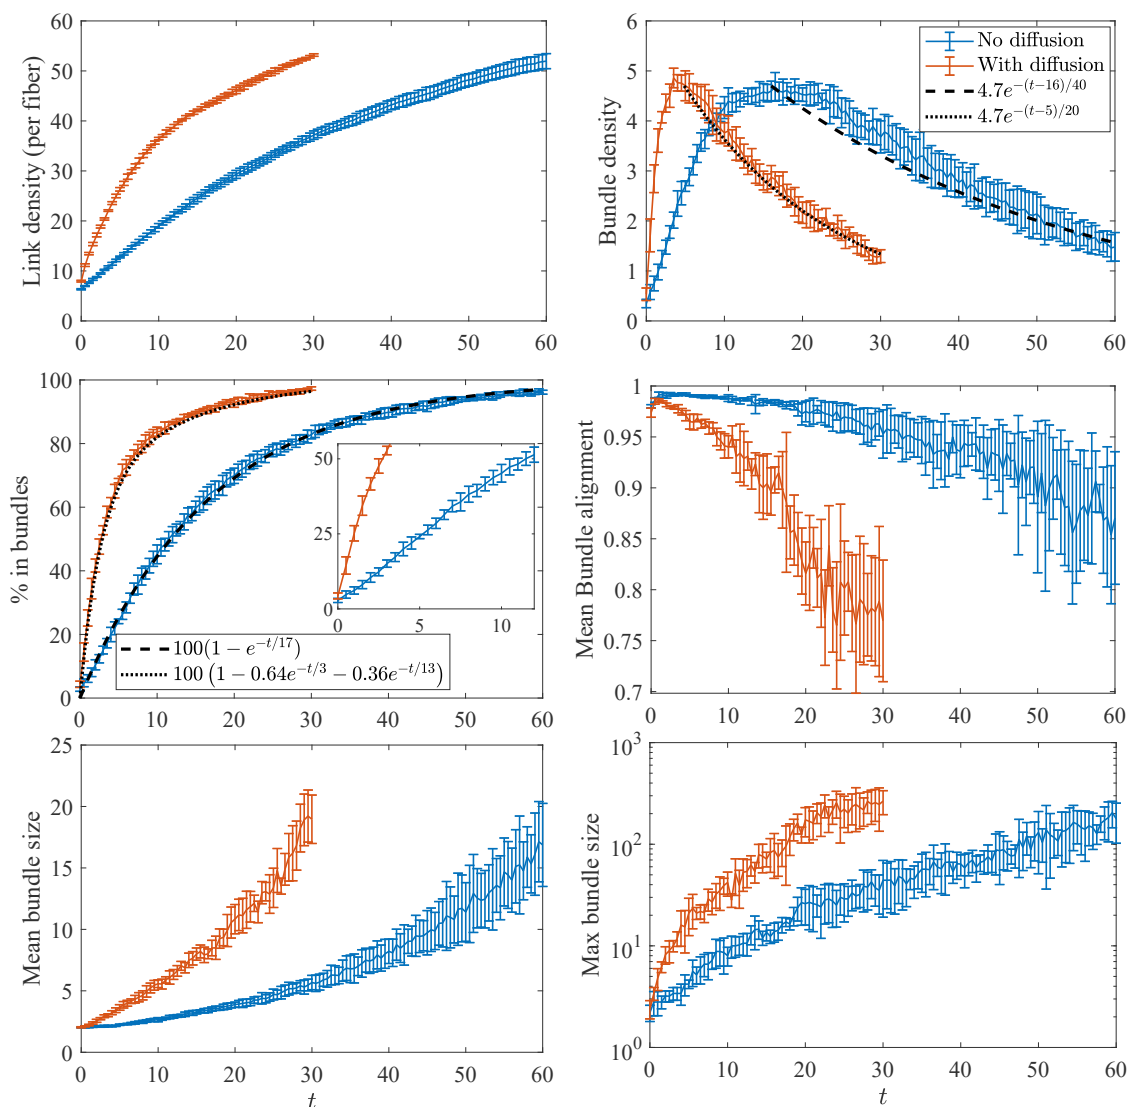 Link density (per fiber)
60
50
40
30
20
10
0
0 10 20 30 40 50 60
Bundle density
6
5
4
3
2
1
0
0 10 20 30 40 50 60
No diffusion
With diffusion
4.7e^{−(t−16)/40}
4.7e^{−(t−5)/20}
% in bundles
100
80
60
40
20
0
0 10 20 30 40 50 60
50
25
0
0 5 10
100(1 − e^{−t/17})
100 (1 − 0.64e^{−t/3} − 0.36e^{−t/13})
Mean Bundle alignment
1
0.95
0.9
0.85
0.8
0.75
0.7
0 10 20 30 40 50 60
Mean bundle size
25
20
15
10
5
0
0 10 20 30 40 50 60
t
Max bundle size
10^3
10^2
10^1
10^0
0 10 20 30 40 50 60
t